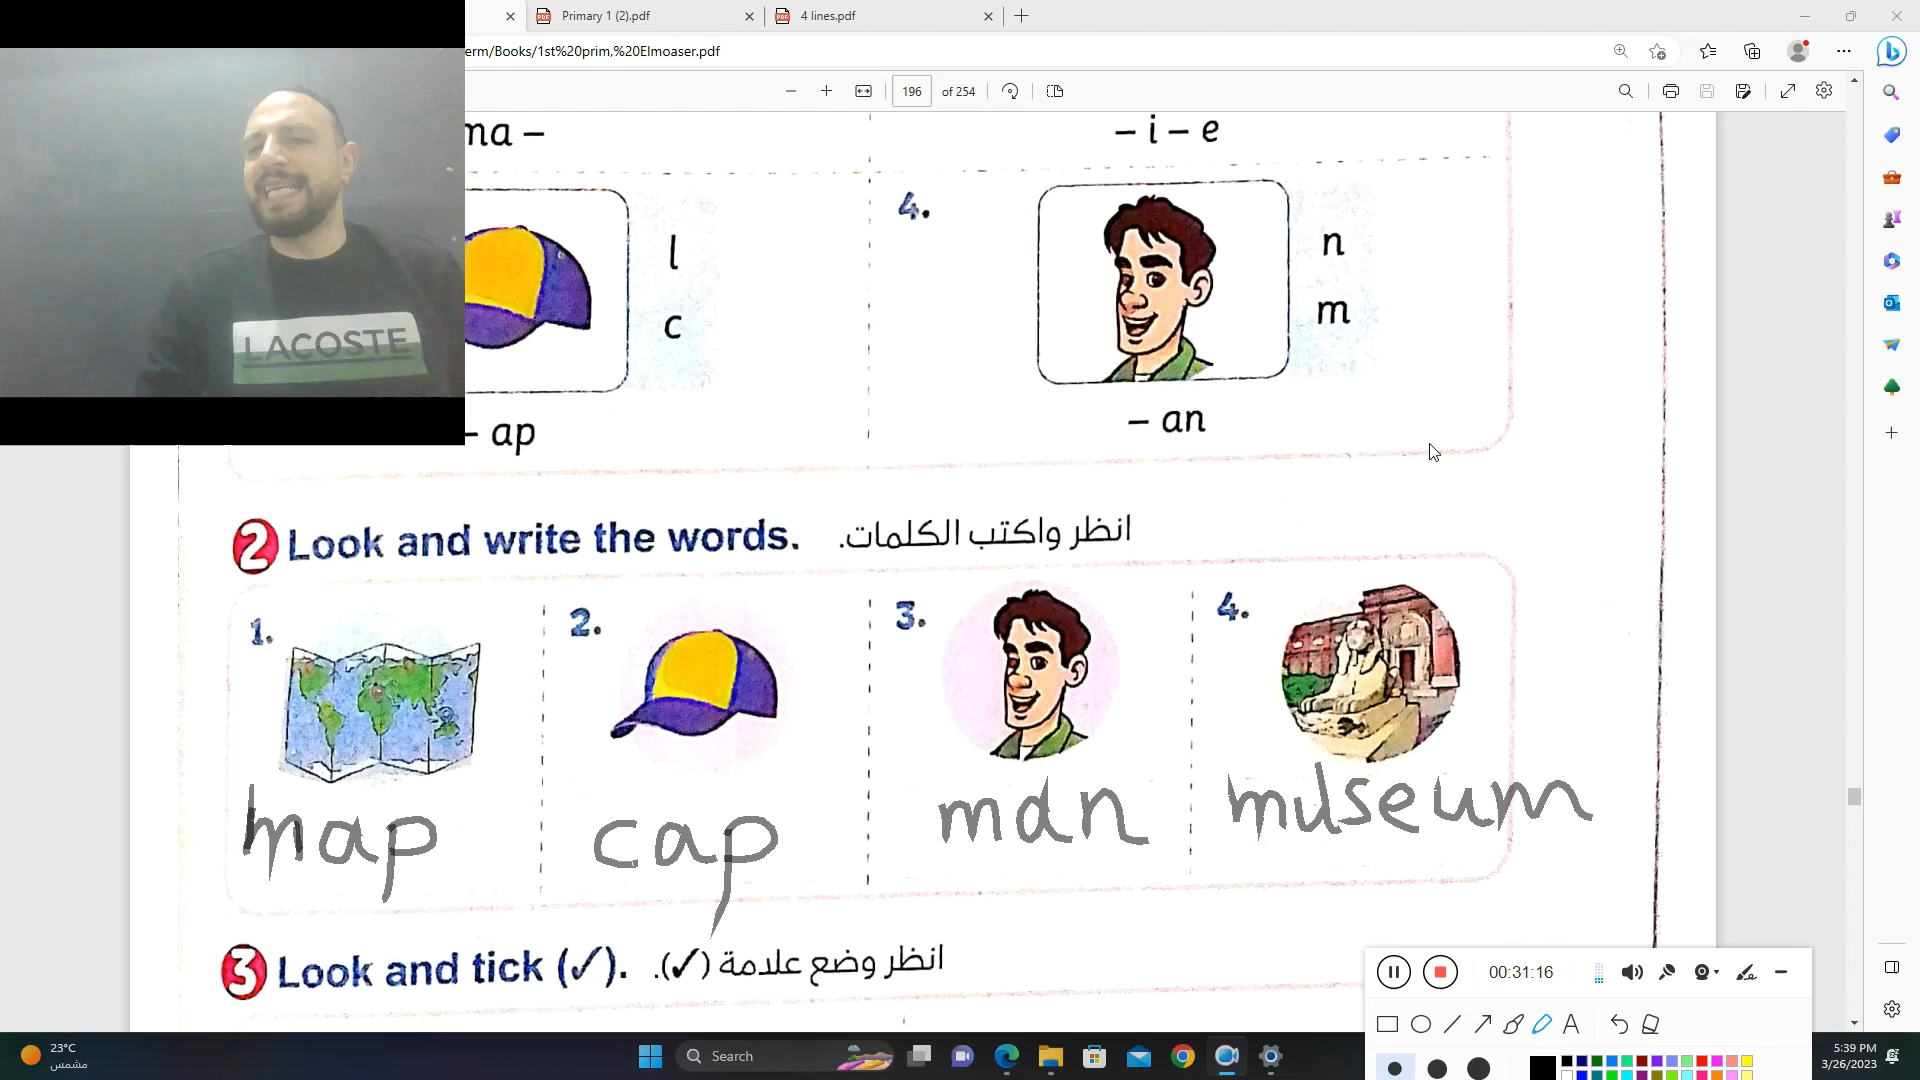 Primary 1 (2).pdf
4 lines.pdf
erm/Books/1st%20prim,%20Elmoaser.pdf
196 of 254
ma –
– i – e
LACOSTE
l
c
– ap
4.
n
m
– an
2 Look and write the words. انظر واكتب الكلمات.
1.
2.
3.
4.
map
cap
man
museum
3 Look and tick (✓). انظر وضع علامة (✓).
00:31:16
23°C
مشمس
Search
5:39 PM
3/26/2023